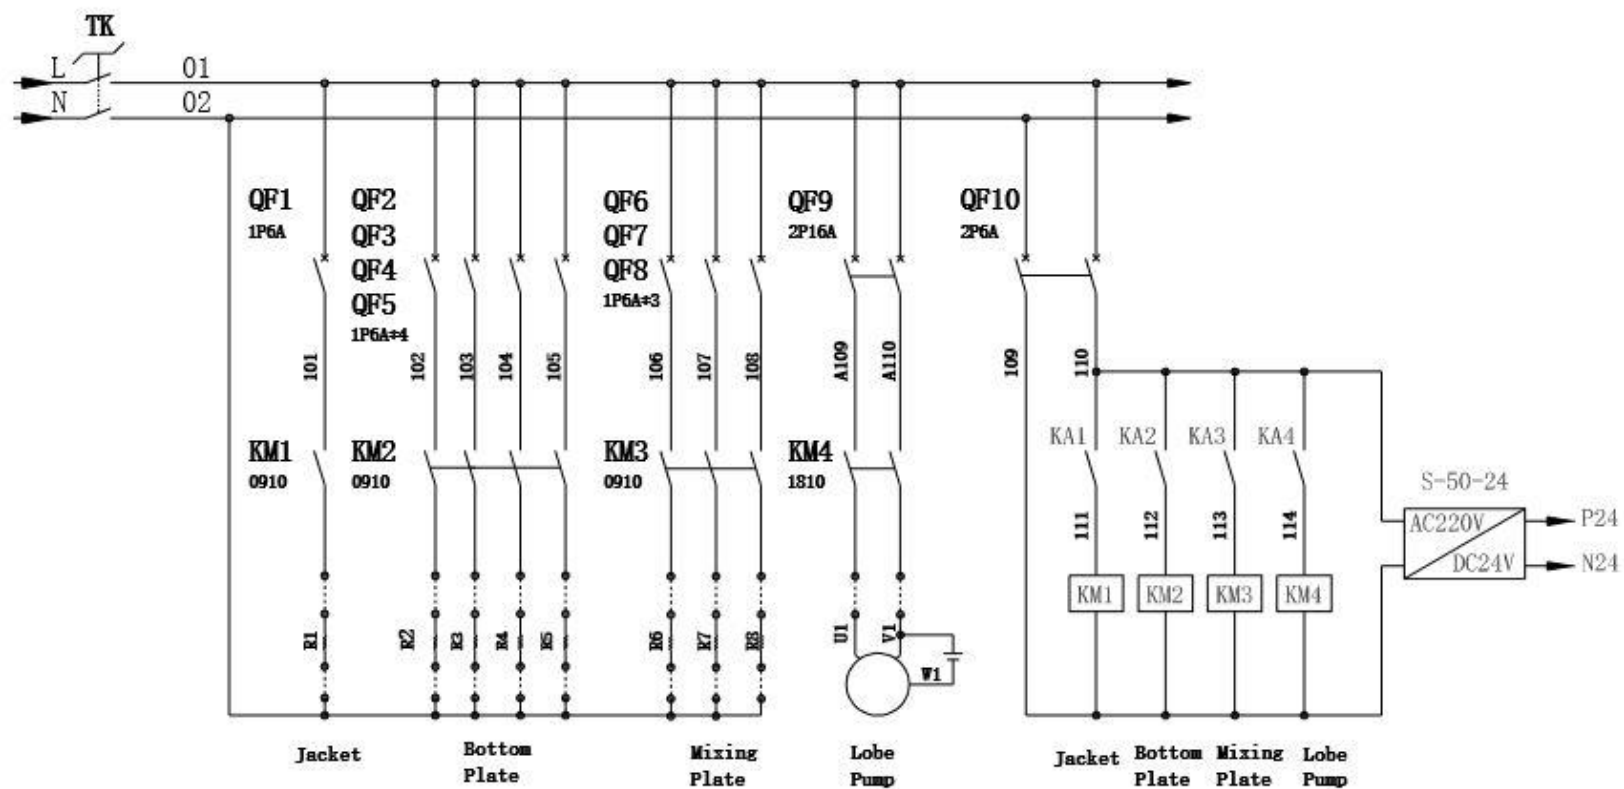 TK
L
01
N
02
QF1
1P6A
QF2
QF3
QF4
QF5
1P6A*4
QF6
QF7
QF8
1P6A*3
QF9
2P16A
QF10
2P6A
101
102
103
104
105
106
107
108
A109
A110
109
110
KM1
0910
KM2
0910
KM3
0910
KM4
1810
KA1
KA2
KA3
KA4
111
112
113
114
S-50-24
AC220V
DC24V
P24
N24
KM1
KM2
KM3
KM4
R1
R2
R3
R4
R5
R6
R7
R8
U1
V1
W1
Jacket
Bottom
Plate
Mixing
Plate
Lobe
Pump
Jacket
Bottom
Plate
Mixing
Plate
Lobe
Pump